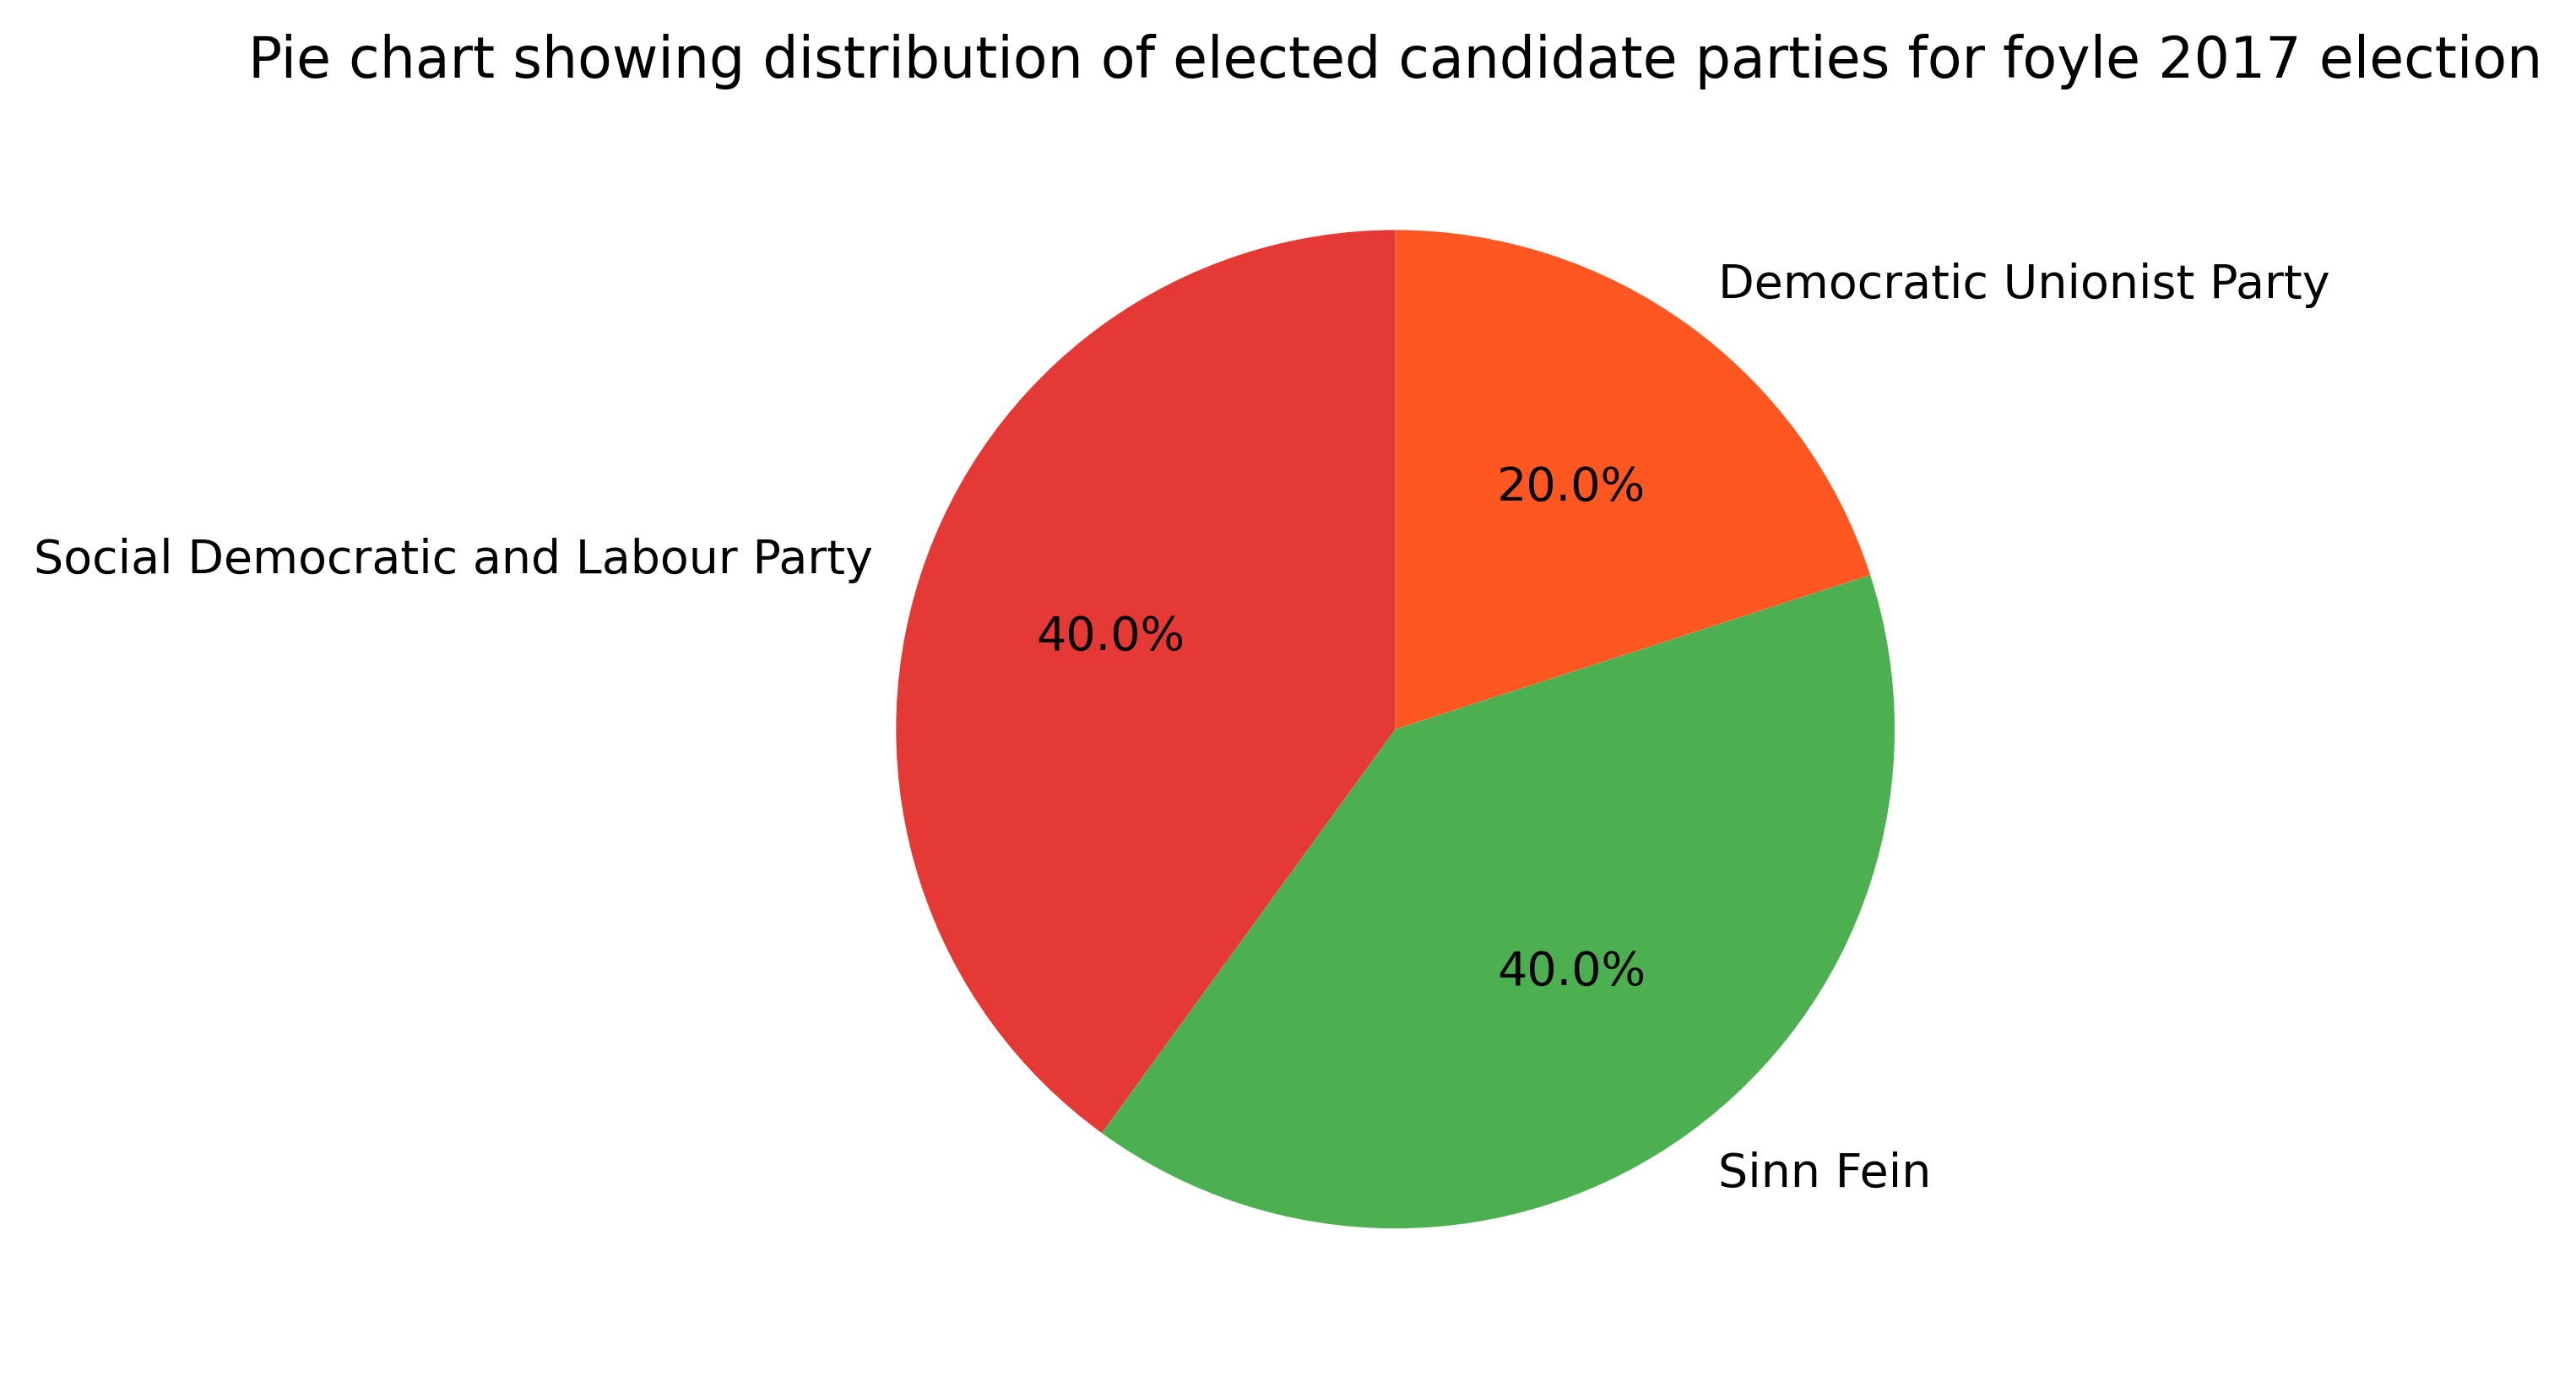 Pie chart showing distribution of elected candidate parties for foyle 2017 election
Democratic Unionist Party
20.0%
Social Democratic and Labour Party
40.0%
40.0%
Sinn Fein